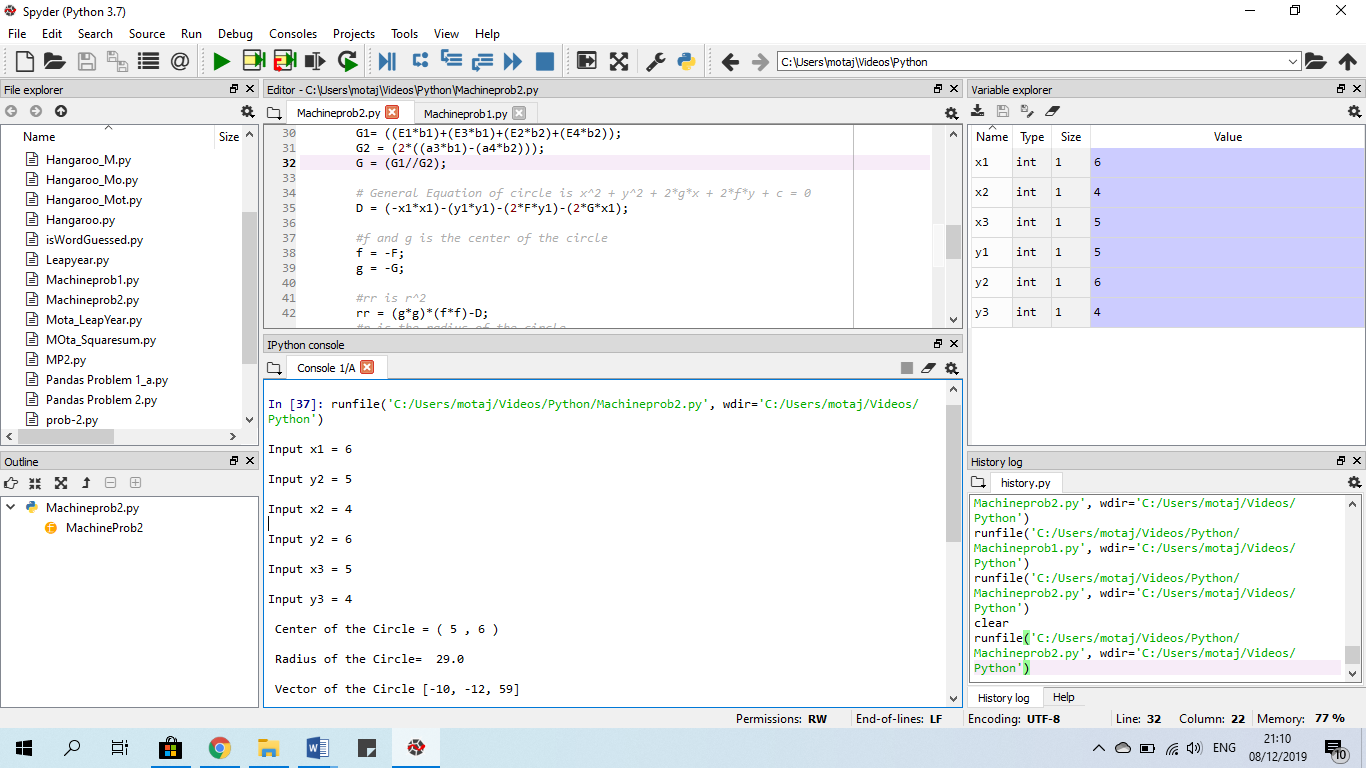 Spyder (Python 3.7)
File Edit Search Source Run Debug Consoles Projects Tools View Help
C:\Users\motaj\Videos\Python
File explorer
Name Size
Hangaroo_M.py
Hangaroo_Mo.py
Hangaroo_Mot.py
Hangaroo.py
isWordGuessed.py
Leapyear.py
Machineprob1.py
Machineprob2.py
Mota_LeapYear.py
MOta_Squaresum.py
MP2.py
Pandas Problem 1_a.py
Pandas Problem 2.py
prob-2.py
Outline
Machineprob2.py
MachineProb2
Editor - C:\Users\motaj\Videos\Python\Machineprob2.py
Machineprob2.py Machineprob1.py
30 G1= ((E1*b1)+(E3*b1)+(E2*b2)+(E4*b2));
31 G2 = (2*((a3*b1)-(a4*b2)));
32 G = (G1//G2);
33
34 # General Equation of circle is x^2 + y^2 + 2*g*x + 2*f*y + c = 0
35 D = (-x1*x1)-(y1*y1)-(2*F*y1)-(2*G*x1);
36
37 #f and g is the center of the circle
38 f = -F;
39 g = -G;
40
41 #rr is r^2
42 rr = (g*g)*(f*f)-D;
#r is the radius of the circle
IPython console
Console 1/A
In [37]: runfile('C:/Users/motaj/Videos/Python/Machineprob2.py', wdir='C:/Users/motaj/Videos/
Python')
Input x1 = 6
Input y2 = 5
Input x2 = 4
Input y2 = 6
Input x3 = 5
Input y3 = 4
Center of the Circle = ( 5 , 6 )
Radius of the Circle= 29.0
Vector of the Circle [-10, -12, 59]
Variable explorer
Name Type Size Value
x1 int 1 6
x2 int 1 4
x3 int 1 5
y1 int 1 5
y2 int 1 6
y3 int 1 4
History log
history.py
Machineprob2.py', wdir='C:/Users/motaj/Videos/
Python')
runfile('C:/Users/motaj/Videos/Python/
Machineprob1.py', wdir='C:/Users/motaj/Videos/
Python')
runfile('C:/Users/motaj/Videos/Python/
Machineprob2.py', wdir='C:/Users/motaj/Videos/
Python')
clear
runfile('C:/Users/motaj/Videos/Python/
Machineprob2.py', wdir='C:/Users/motaj/Videos/
Python')
History log Help
Permissions: RW End-of-lines: LF Encoding: UTF-8 Line: 32 Column: 22 Memory: 77 %
ENG
21:10
08/12/2019
10